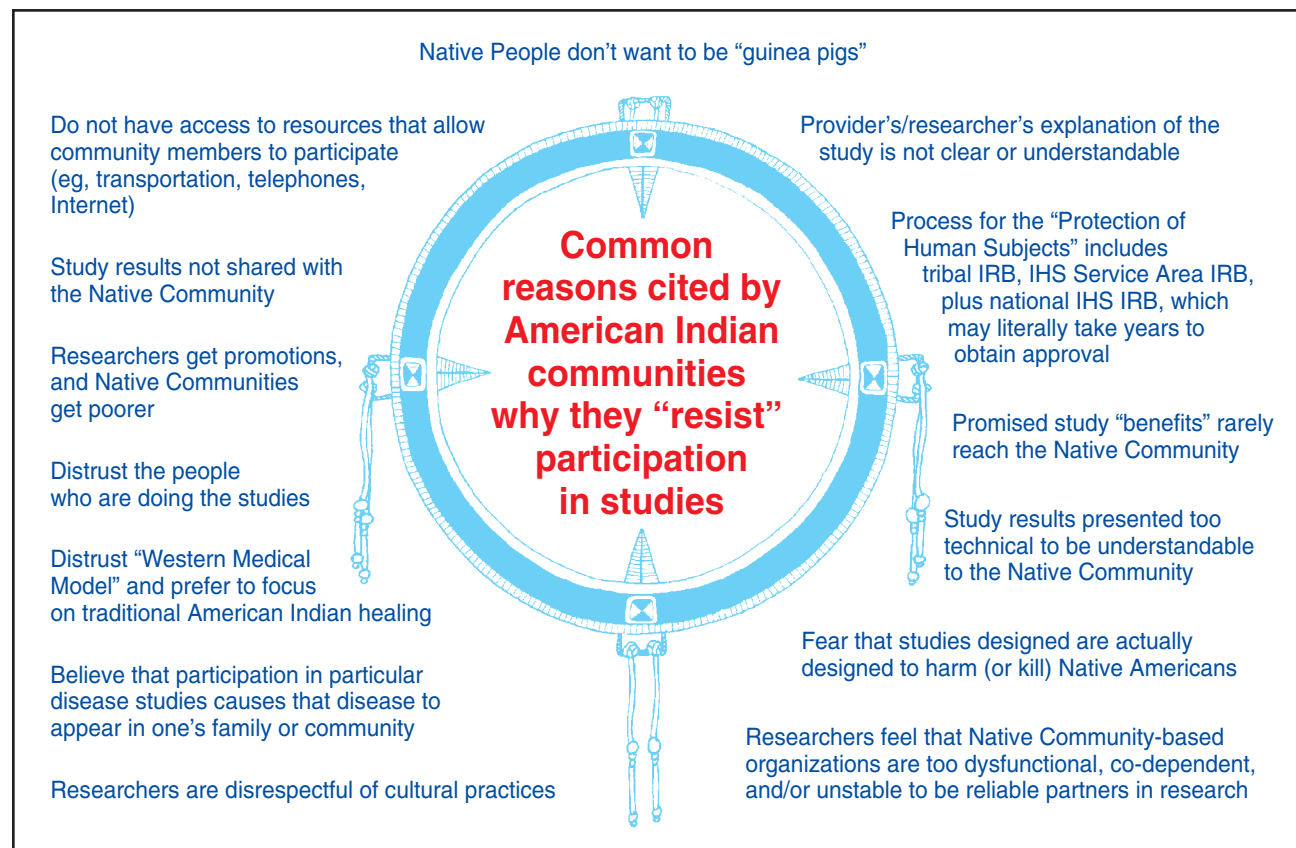 Native People don’t want to be “guinea pigs”
Do not have access to resources that allow
community members to participate
(eg, transportation, telephones,
Internet)
Study results not shared with
the Native Community
Researchers get promotions,
and Native Communities
get poorer
Distrust the people
who are doing the studies
Distrust “Western Medical
Model” and prefer to focus
on traditional American Indian healing
Believe that participation in particular
disease studies causes that disease to
appear in one’s family or community
Researchers are disrespectful of cultural practices
Common
reasons cited by
American Indian
communities
why they “resist”
participation
in studies
Provider’s/researcher’s explanation of the
study is not clear or understandable
Process for the “Protection of
Human Subjects” includes
tribal IRB, IHS Service Area IRB,
plus national IHS IRB, which
may literally take years to
obtain approval
Promised study “benefits” rarely
reach the Native Community
Study results presented too
technical to be understandable
to the Native Community
Fear that studies designed are actually
designed to harm (or kill) Native Americans
Researchers feel that Native Community-based
organizations are too dysfunctional, co-dependent,
and/or unstable to be reliable partners in research